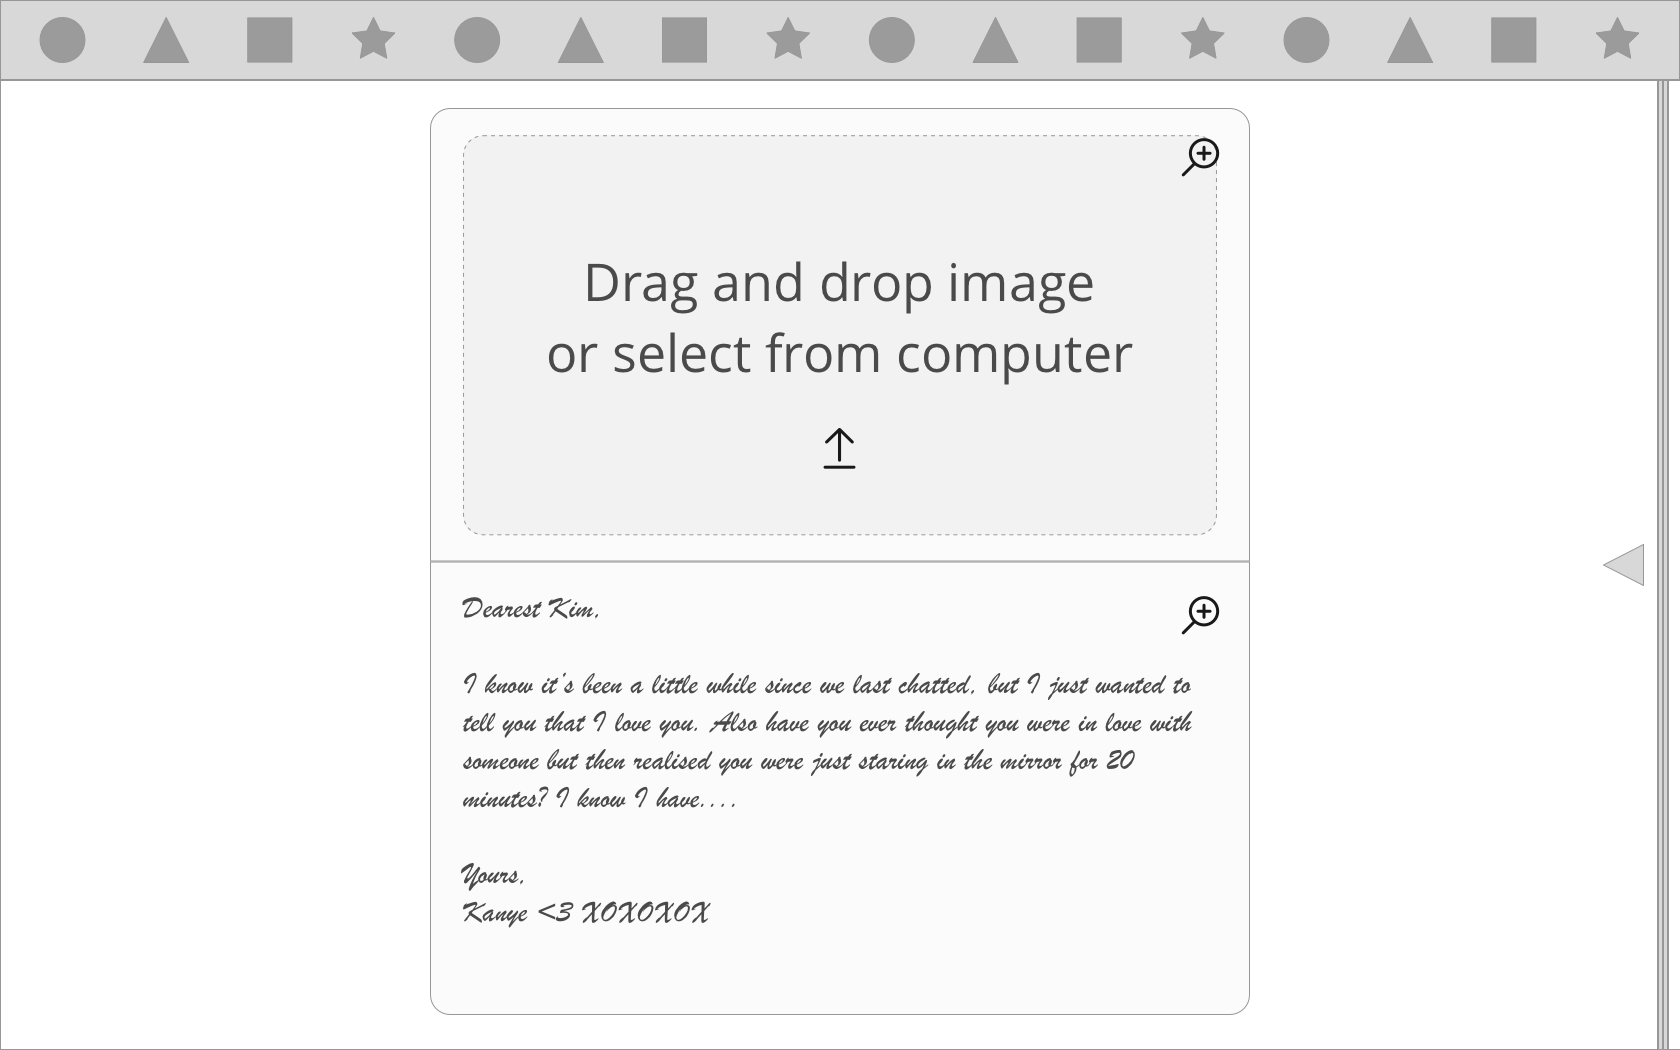 Drag and drop image
or select from computer
Dearest Kim,
I know it's been a little while since we last chatted, but I just wanted to
tell you that I love you. Also have you ever thought you were in love with
someone but then realised you were just staring in the mirror for 20
minutes? I know I have....
Yours,
Kanye <3 XOXOXOX